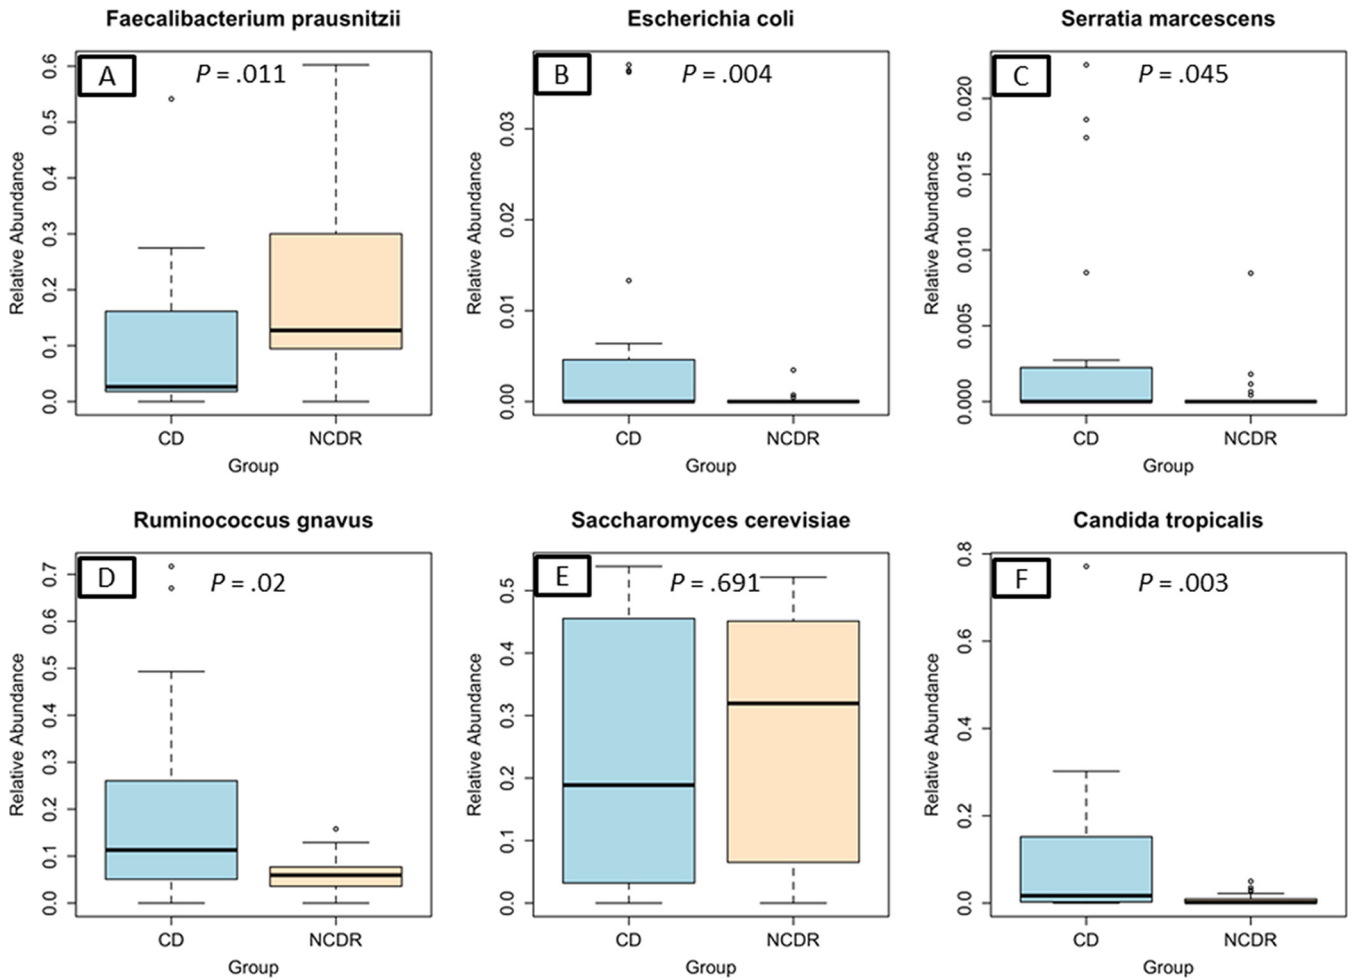 Faecalibacterium prausnitzii
A
P = .011
Relative Abundance
0.6
0.5
0.4
0.3
0.2
0.1
0.0
CD NCDR
Group
Escherichia coli
B
P = .004
Relative Abundance
0.03
0.02
0.01
0.00
CD NCDR
Group
Serratia marcescens
C
P = .045
Relative Abundance
0.020
0.015
0.010
0.005
0.000
CD NCDR
Group
Ruminococcus gnavus
D
P = .02
Relative Abundance
0.7
0.6
0.5
0.4
0.3
0.2
0.1
0.0
CD NCDR
Group
Saccharomyces cerevisiae
E
P = .691
Relative Abundance
0.5
0.4
0.3
0.2
0.1
0.0
CD NCDR
Group
Candida tropicalis
F
P = .003
Relative Abundance
0.8
0.6
0.4
0.2
0.0
CD NCDR
Group